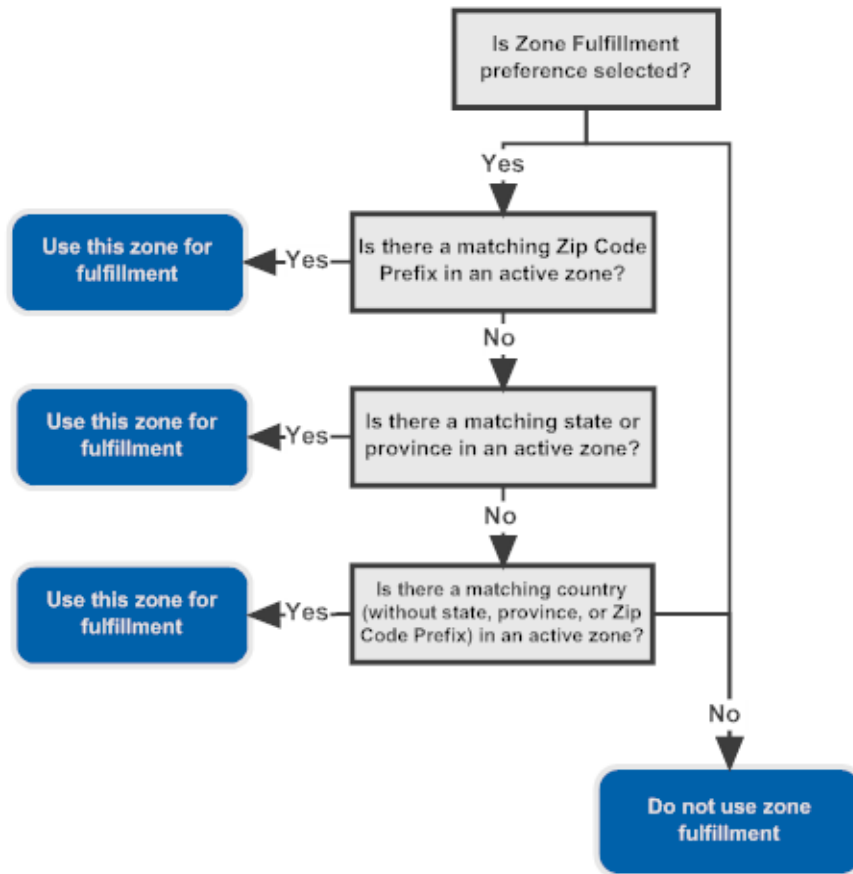 Is Zone Fulfillment
preference selected?
Yes
Use this zone for
fulfillment
Yes
Is there a matching Zip Code
Prefix in an active zone?
No
Use this zone for
fulfillment
Yes
Is there a matching state or
province in an active zone?
No
Use this zone for
fulfillment
Yes
Is there a matching country
(without state, province, or Zip
Code Prefix) in an active zone?
No
Do not use zone
fulfillment